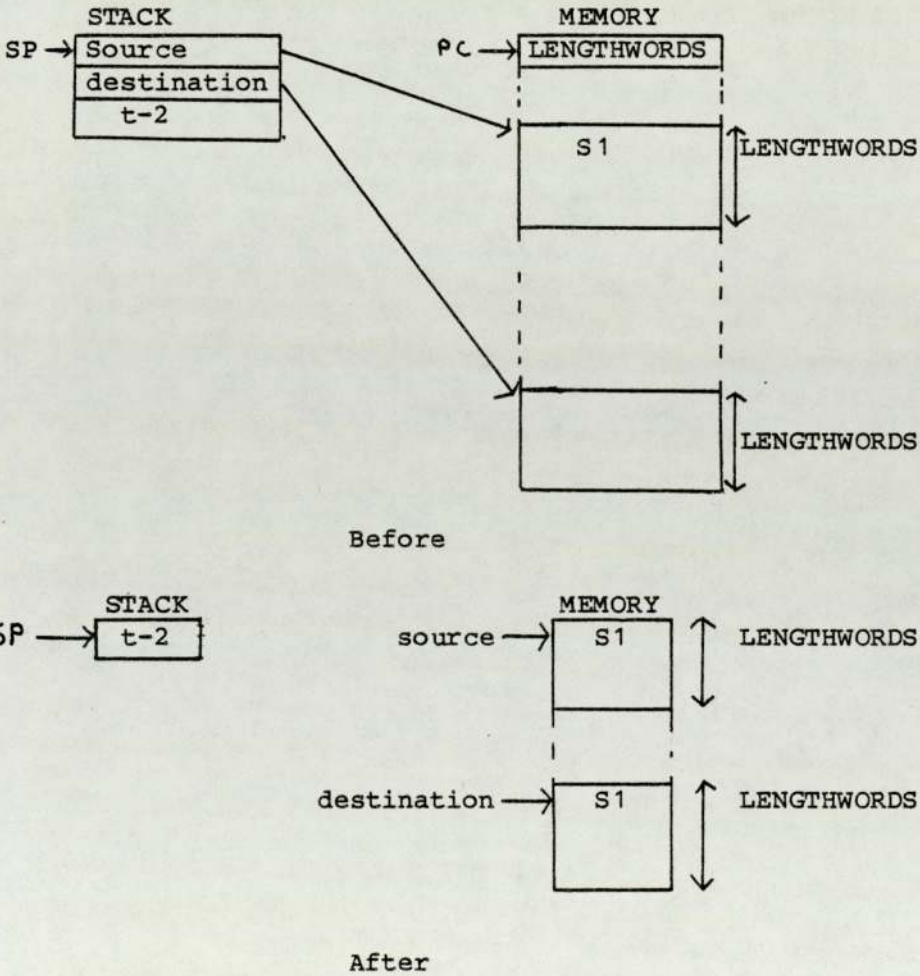 STACK
MEMORY
SP
Source
PC
LENGTHWORDS
destination
t-2
S1
LENGTHWORDS
LENGTHWORDS
Before
STACK
MEMORY
SP
t-2
source
S1
LENGTHWORDS
destination
S1
LENGTHWORDS
After